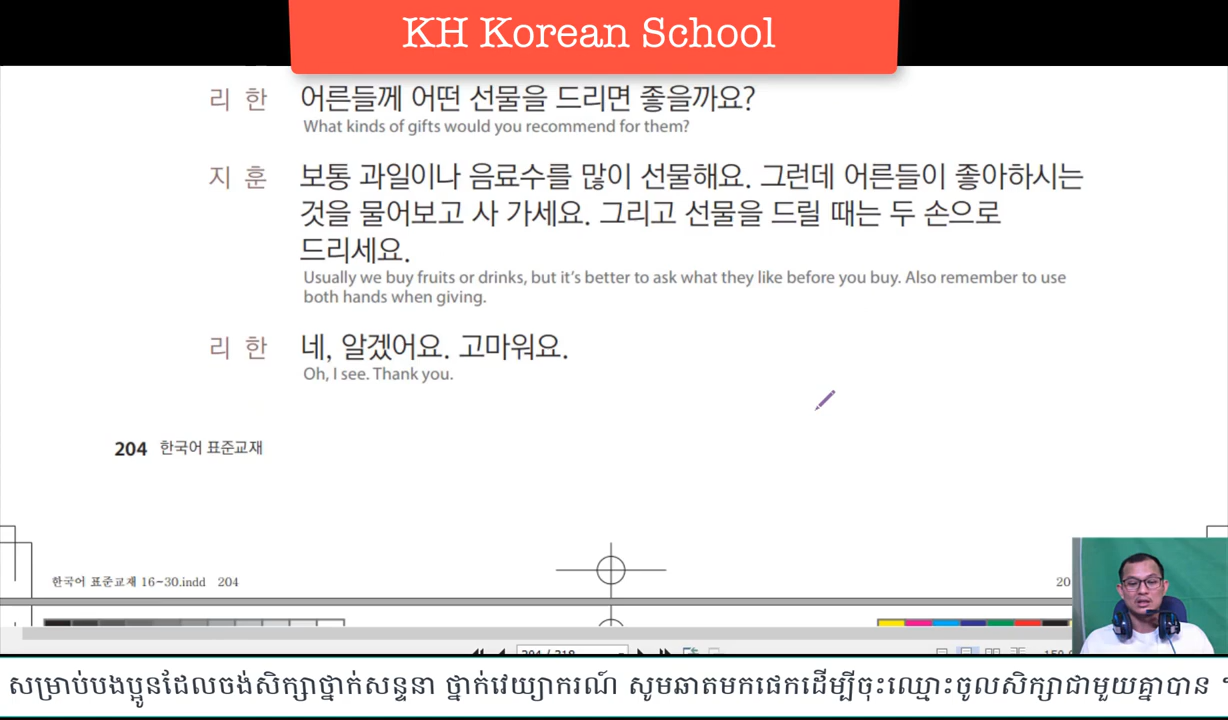 KH Korean School
리 한 어른들께 어떤 선물을 드리면 좋을까요?
What kinds of gifts would you recommend for them?
지 훈 보통 과일이나 음료수를 많이 선물해요. 그런데 어른들이 좋아하시는
것을 물어보고 사 가세요. 그리고 선물을 드릴 때는 두 손으로
드리세요.
Usually we buy fruits or drinks, but it’s better to ask what they like before you buy. Also remember to use
both hands when giving.
리 한 네, 알겠어요. 고마워요.
Oh, I see. Thank you.
204 한국어 표준교재
한국어 표준교재 16~30.indd 204
20
សម្រាប់បងប្អូនដែលចង់សិក្សាថ្នាក់សន្ទនា ថ្នាក់វេយ្យាករណ៍ សូមឆាតមកផេកដើម្បីចុះឈ្មោះចូលសិក្សាជាមួយគ្នាបាន ។